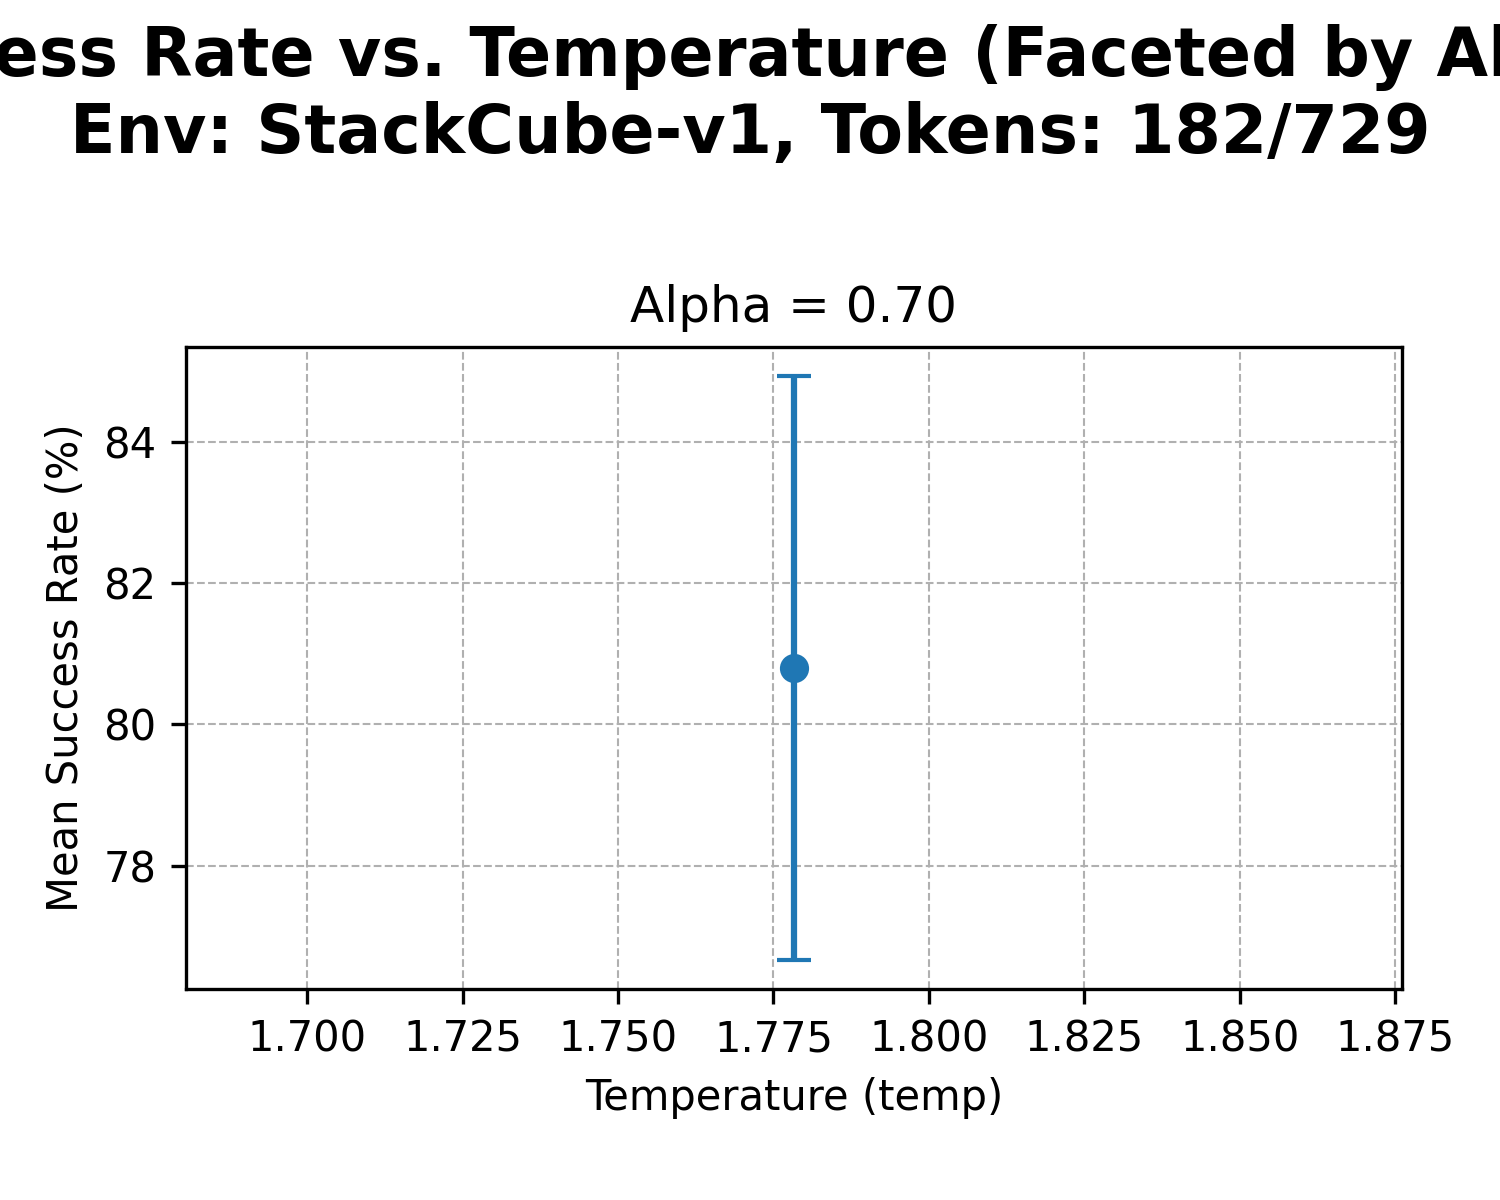 ess Rate vs. Temperature (Faceted by Al
Env: StackCube-v1, Tokens: 182/729
Alpha = 0.70
Mean Success Rate (%)
84
82
80
78
1.700 1.725 1.750 1.775 1.800 1.825 1.850 1.875
Temperature (temp)